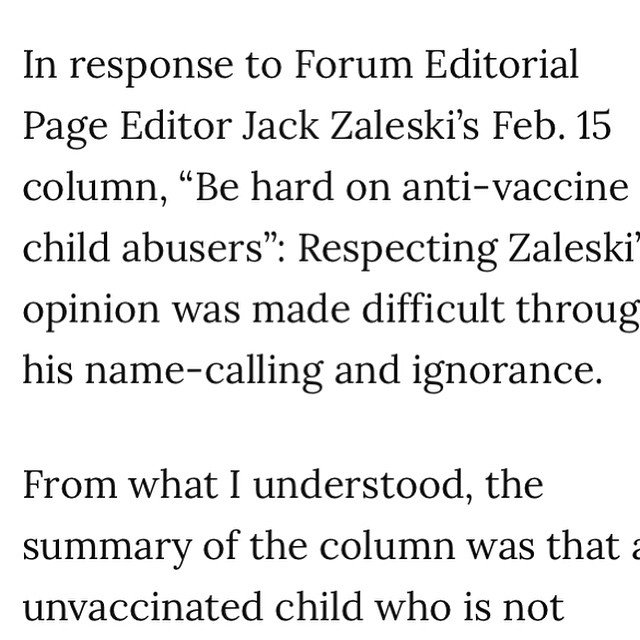 In response to Forum Editorial
Page Editor Jack Zaleski’s Feb. 15
column, “Be hard on anti-vaccine
child abusers”: Respecting Zaleski’
opinion was made difficult throug
his name-calling and ignorance.
From what I understood, the
summary of the column was that a
unvaccinated child who is not